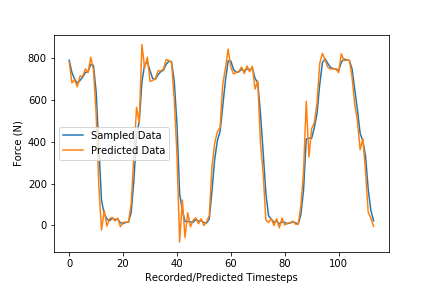 800
600
400
200
0
Force (N)
Sampled Data
Predicted Data
0 20 40 60 80 100
Recorded/Predicted Timesteps